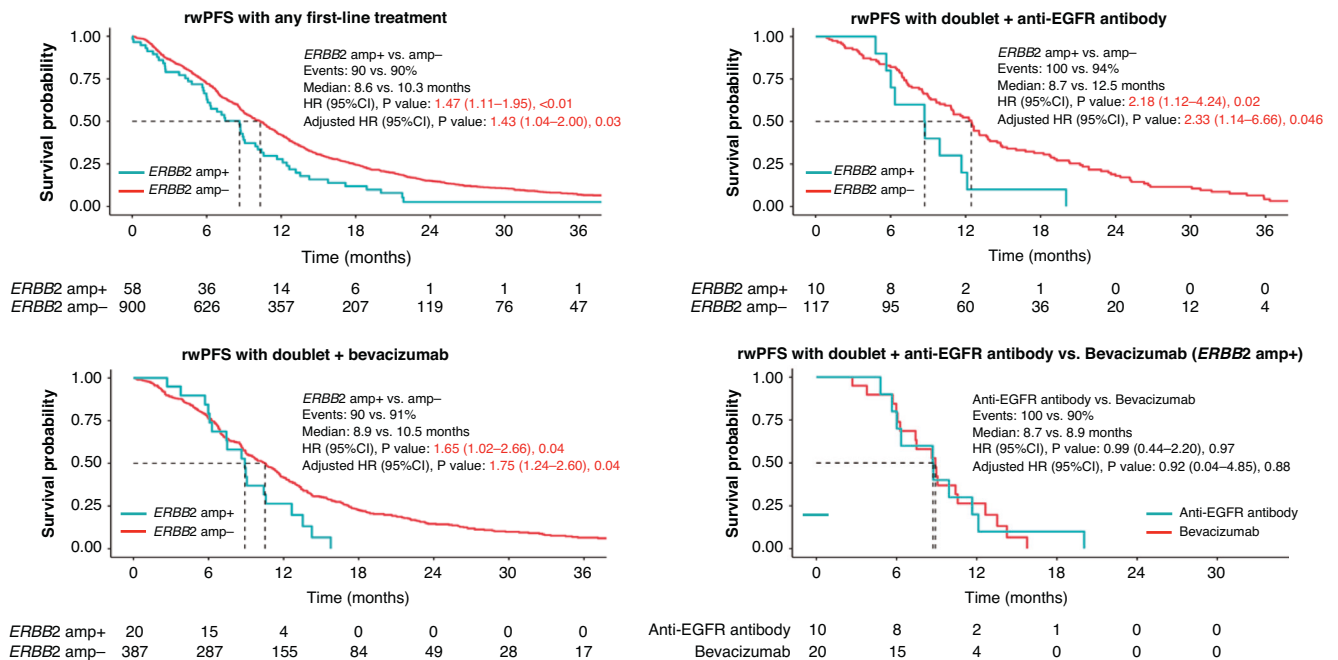 rwPFS with any first-line treatment
Survival probability
1.00
0.75
0.50
0.25
0.00
ERBB2 amp+ vs. amp–
Events: 90 vs. 90%
Median: 8.6 vs. 10.3 months
HR (95%CI), P value: 1.47 (1.11–1.95), <0.01
Adjusted HR (95%CI), P value: 1.43 (1.04–2.00), 0.03
ERBB2 amp+
ERBB2 amp–
0 6 12 18 24 30 36
Time (months)
ERBB2 amp+ 58 36 14 6 1 1 1
ERBB2 amp– 900 626 357 207 119 76 47
rwPFS with doublet + anti-EGFR antibody
Survival probability
1.00
0.75
0.50
0.25
0.00
ERBB2 amp+ vs. amp–
Events: 100 vs. 94%
Median: 8.7 vs. 12.5 months
HR (95%CI), P value: 2.18 (1.12–4.24), 0.02
Adjusted HR (95%CI), P value: 2.33 (1.14–6.66), 0.046
ERBB2 amp+
ERBB2 amp–
0 6 12 18 24 30 36
Time (months)
ERBB2 amp+ 10 8 2 1 0 0 0
ERBB2 amp– 117 95 60 36 20 12 4
rwPFS with doublet + bevacizumab
Survival probability
1.00
0.75
0.50
0.25
0.00
ERBB2 amp+ vs. amp–
Events: 90 vs. 91%
Median: 8.9 vs. 10.5 months
HR (95%CI), P value: 1.65 (1.02–2.66), 0.04
Adjusted HR (95%CI), P value: 1.75 (1.24–2.60), 0.04
ERBB2 amp+
ERBB2 amp–
0 6 12 18 24 30 36
Time (months)
ERBB2 amp+ 20 15 4 0 0 0 0
ERBB2 amp– 387 287 155 84 49 28 17
rwPFS with doublet + anti-EGFR antibody vs. Bevacizumab (ERBB2 amp+)
Survival probability
1.00
0.75
0.50
0.25
0.00
Anti-EGFR antibody vs. Bevacizumab
Events: 100 vs. 90%
Median: 8.7 vs. 8.9 months
HR (95%CI), P value: 0.99 (0.44–2.20), 0.97
Adjusted HR (95%CI), P value: 0.92 (0.04–4.85), 0.88
Anti-EGFR antibody
Bevacizumab
0 6 12 18 24 30
Time (months)
Anti-EGFR antibody 10 8 2 1 0 0
Bevacizumab 20 15 4 0 0 0